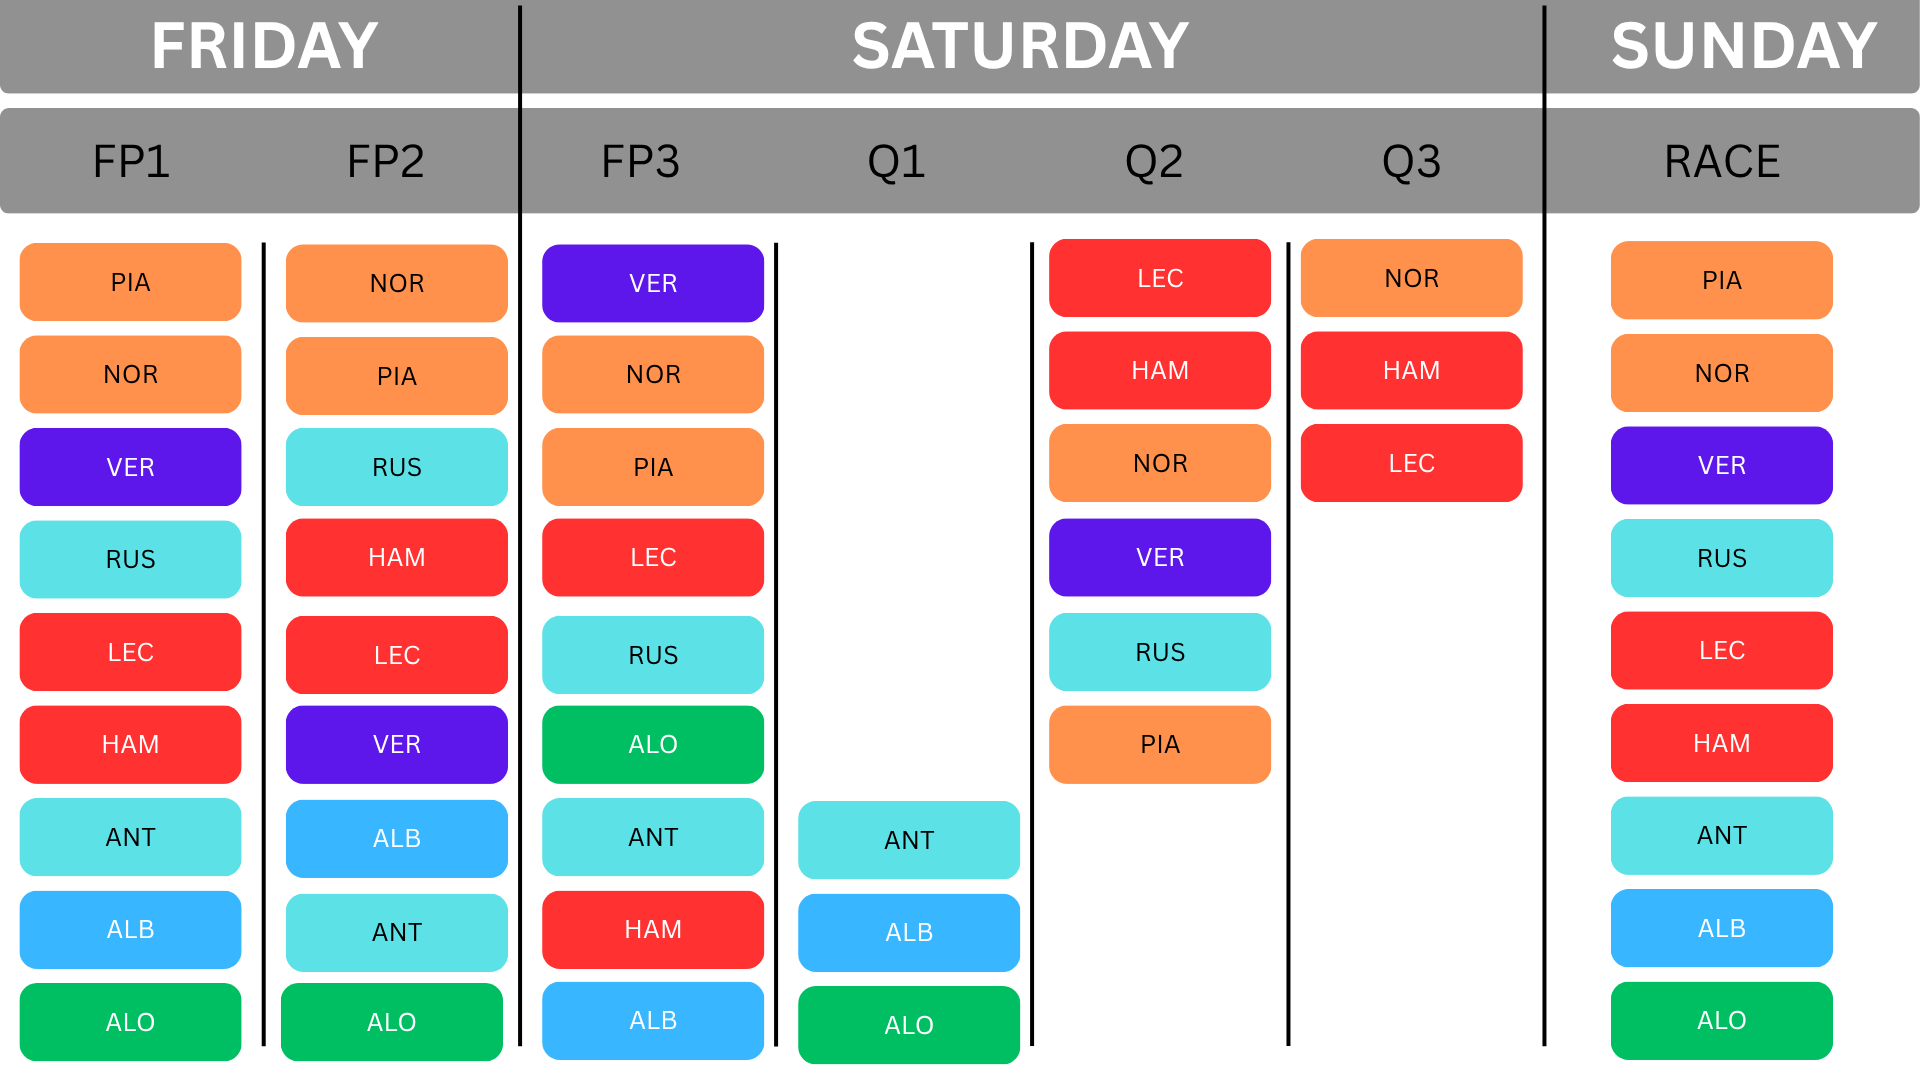 FRIDAY SATURDAY SUNDAY
FP1 FP2 FP3 Q1 Q2 Q3 RACE
PIA NOR VER LEC NOR PIA
NOR PIA NOR HAM HAM NOR
VER RUS PIA NOR LEC VER
RUS HAM LEC VER RUS
LEC LEC RUS RUS LEC
HAM VER ALO PIA HAM
ANT ALB ANT ANT ANT
ALB ANT HAM ALB ALB
ALO ALO ALB ALO ALO